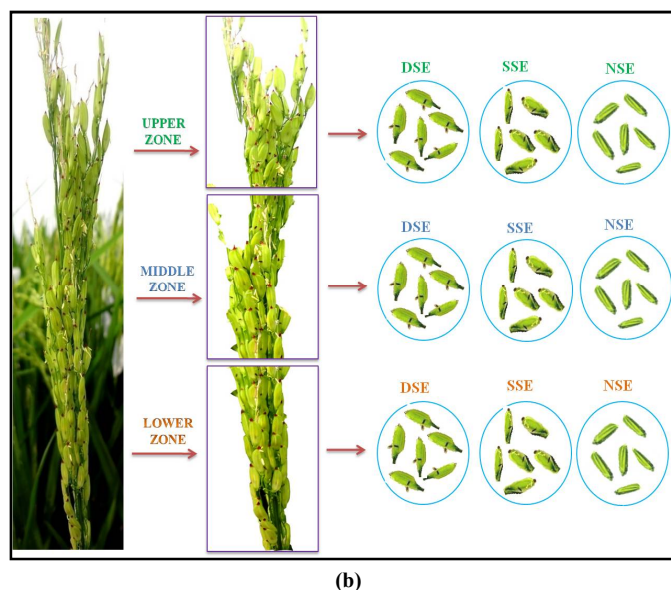 DSE SSE NSE
UPPER
ZONE
DSE SSE NSE
MIDDLE
ZONE
DSE SSE NSE
LOWER
ZONE
(b)